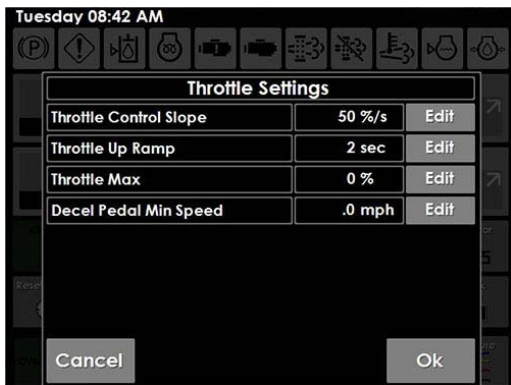 Tuesday 08:42 AM
(P)
Throttle Settings
Throttle Control Slope 50 %/s Edit
Throttle Up Ramp 2 sec Edit
Throttle Max 0 % Edit
Decel Pedal Min Speed .0 mph Edit
Rese
Cancel Ok